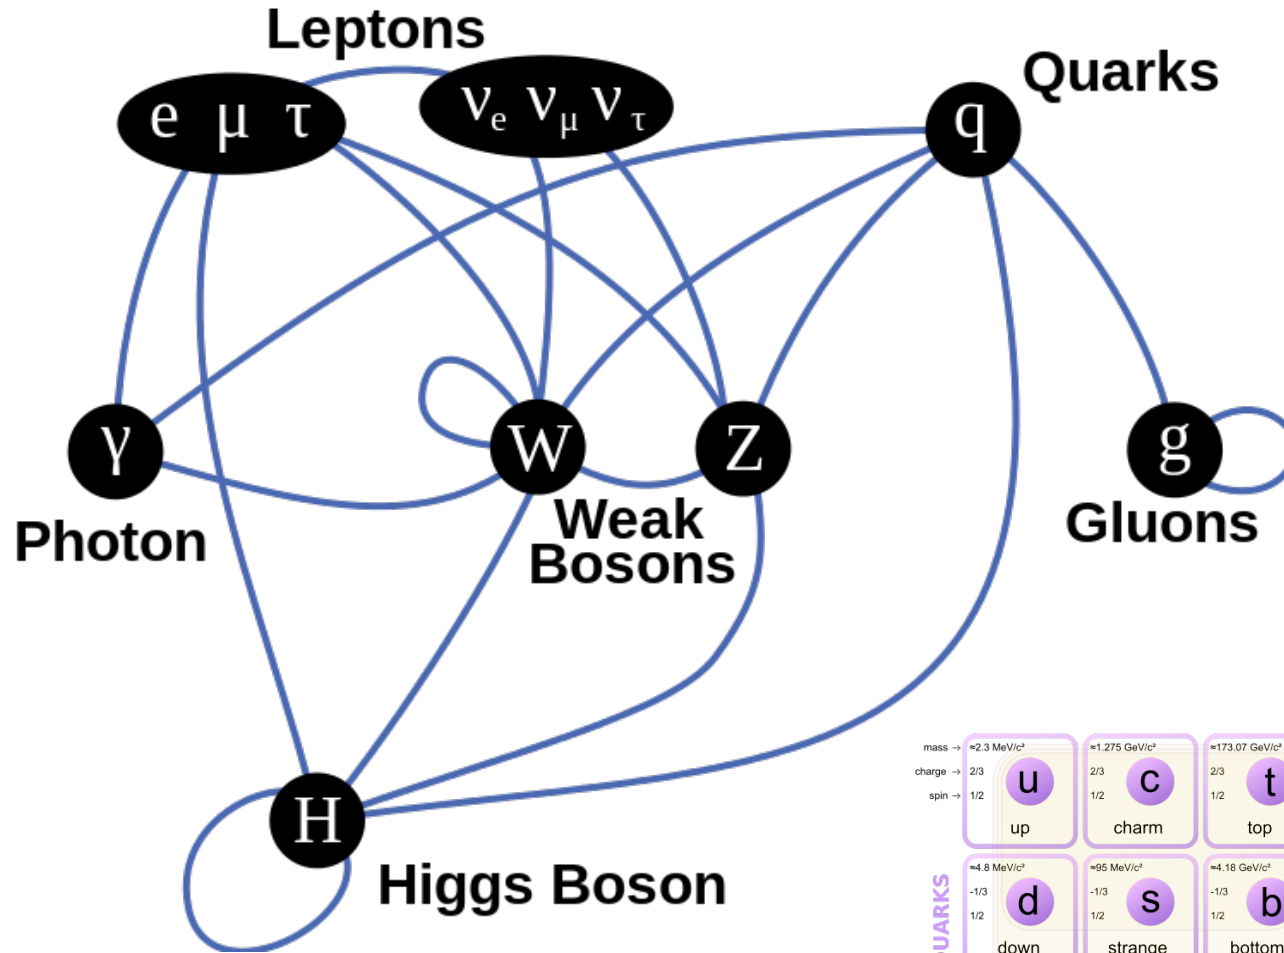 Leptons
Quarks
e μ τ
νe νμ ντ
q
γ
W
Z
g
Photon
Weak
Bosons
Gluons
H
Higgs Boson
mass → ≈2.3 MeV/c² ≈1.275 GeV/c² ≈173.07 GeV/c²
charge → 2/3 2/3 2/3
u c t
spin → 1/2 1/2 1/2
up charm top
≈4.8 MeV/c² ≈95 MeV/c² ≈4.18 GeV/c²
-1/3 -1/3 -1/3
d s b
1/2 1/2 1/2
down strange bottom
UARKS